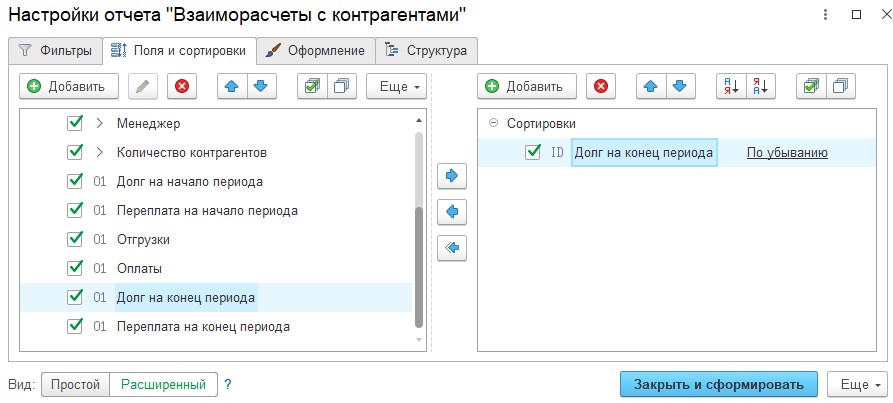 Настройки отчета "Взаиморасчеты с контрагентами"
Фильтры Поля и сортировки Оформление Структура
Добавить Еще Добавить
Менеджер
Количество контрагентов
01 Долг на начало периода
01 Переплата на начало периода
01 Отгрузки
01 Оплаты
01 Долг на конец периода
01 Переплата на конец периода
А Я Я А
Сортировки
ID Долг на конец периода По убыванию
Вид: Простой Расширенный ? Закрыть и сформировать Еще